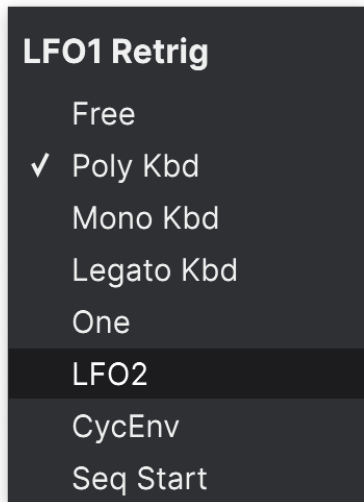 LFO1 Retrig
Free
✓ Poly Kbd
Mono Kbd
Legato Kbd
One
LFO2
CycEnv
Seq Start